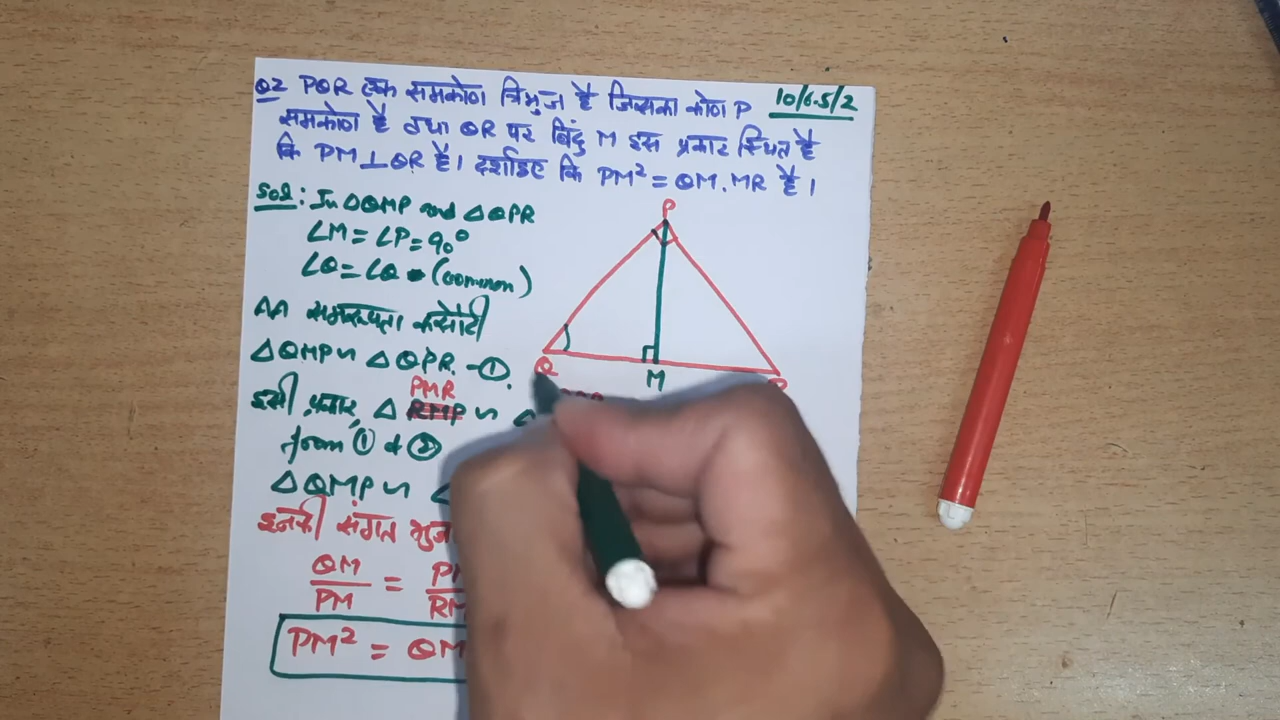 Q2 PQR एक समकोण त्रिभुज है जिसका कोण P 10/6.5/2
समकोण है तथा QR पर बिंदु M इस प्रकार स्थित है
कि PM⊥QR है। दर्शाइए कि PM² = QM.MR है।
Sol: In △QMP and △QPR
∠M = ∠P = 90°
∠Q = ∠Q (common)
AA समरूपता कसौटी
△QMP ~ △QPR -①.
PMR
इसी प्रकार, △ RMP ~
from ① & ②
△QMP ~
इनकी संगत
QM/PM =
PM² = QM
P
Q
M